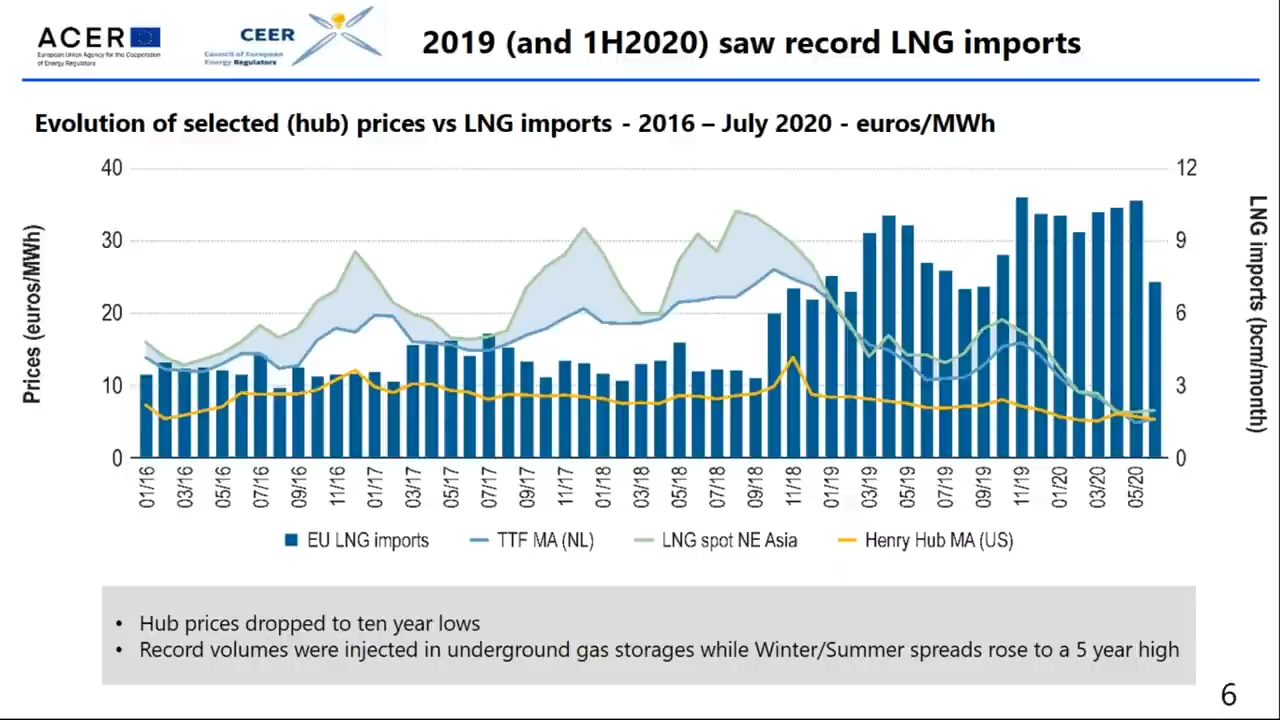 ACER
European Union Agency for the Cooperation
of Energy Regulators
CEER
Council of European
Energy Regulators
2019 (and 1H2020) saw record LNG imports
Evolution of selected (hub) prices vs LNG imports - 2016 – July 2020 - euros/MWh
Prices (euros/MWh)
40
30
20
10
0
12
9
6
3
0
LNG imports (bcm/month)
01/16 03/16 05/16 07/16 09/16 11/16 01/17 03/17 05/17 07/17 09/17 11/17 01/18 03/18 05/18 07/18 09/18 11/18 01/19 03/19 05/19 07/19 09/19 11/19 01/20 03/20 05/20
EU LNG imports TTF MA (NL) LNG spot NE Asia Henry Hub MA (US)
• Hub prices dropped to ten year lows
• Record volumes were injected in underground gas storages while Winter/Summer spreads rose to a 5 year high
6